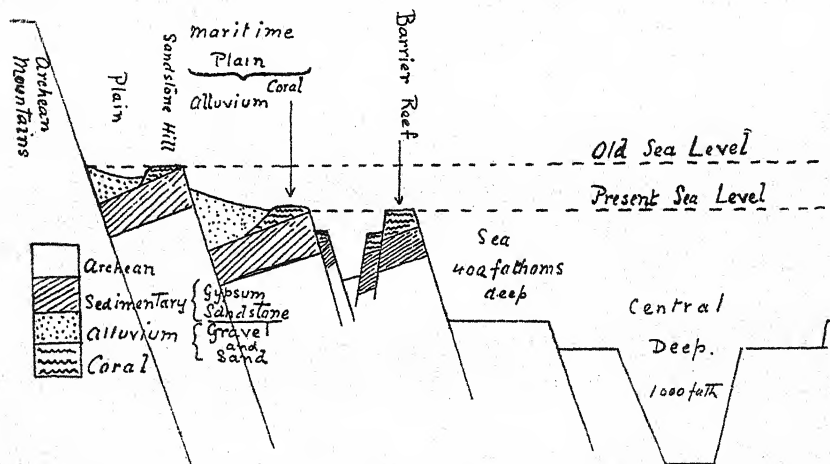 Archean
Mountains
Plain
Sandstone Hill
maritime
Plain
alluvium
Coral
Barrier Reef
Old Sea Level
Present Sea Level
Sea
400 fathoms
deep
Central
Deep.
1000 fath
Archean
Sedimentary { Gypsum
Sandstone
Alluvium { Gravel
and
Sand
Coral